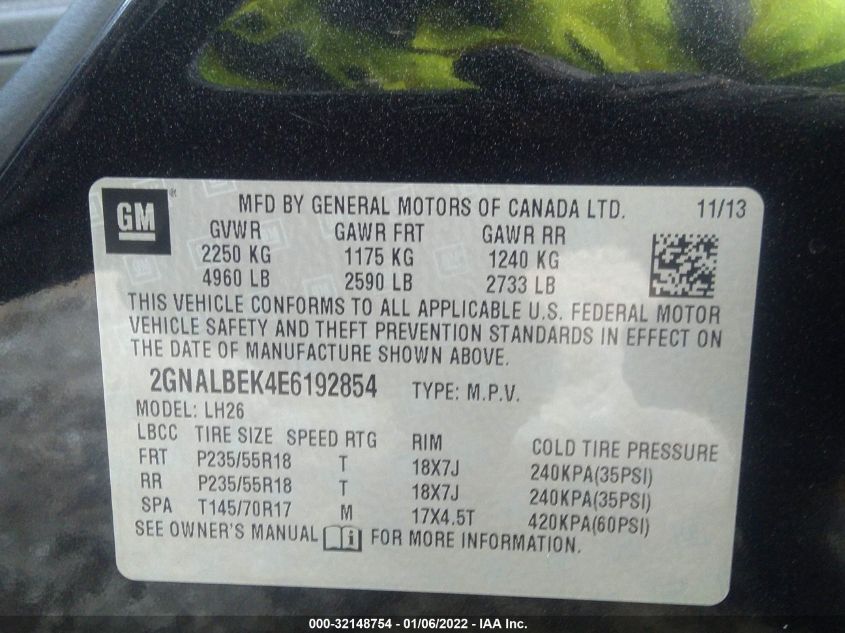 GM ® MFD BY GENERAL MOTORS OF CANADA LTD. 11/13
GVWR GAWR FRT GAWR RR
2250 KG 1175 KG 1240 KG
4960 LB 2590 LB 2733 LB
THIS VEHICLE CONFORMS TO ALL APPLICABLE U.S. FEDERAL MOTOR
VEHICLE SAFETY AND THEFT PREVENTION STANDARDS IN EFFECT ON
THE DATE OF MANUFACTURE SHOWN ABOVE.
2GNALBEK4E6192854 TYPE: M.P.V.
MODEL: LH26
LBCC TIRE SIZE SPEED RTG RIM COLD TIRE PRESSURE
FRT P235/55R18 T 18X7J 240KPA(35PSI)
RR P235/55R18 T 18X7J 240KPA(35PSI)
SPA T145/70R17 M 17X4.5T 420KPA(60PSI)
SEE OWNER'S MANUAL i FOR MORE INFORMATION.
000-32148754 - 01/06/2022 - IAA Inc.